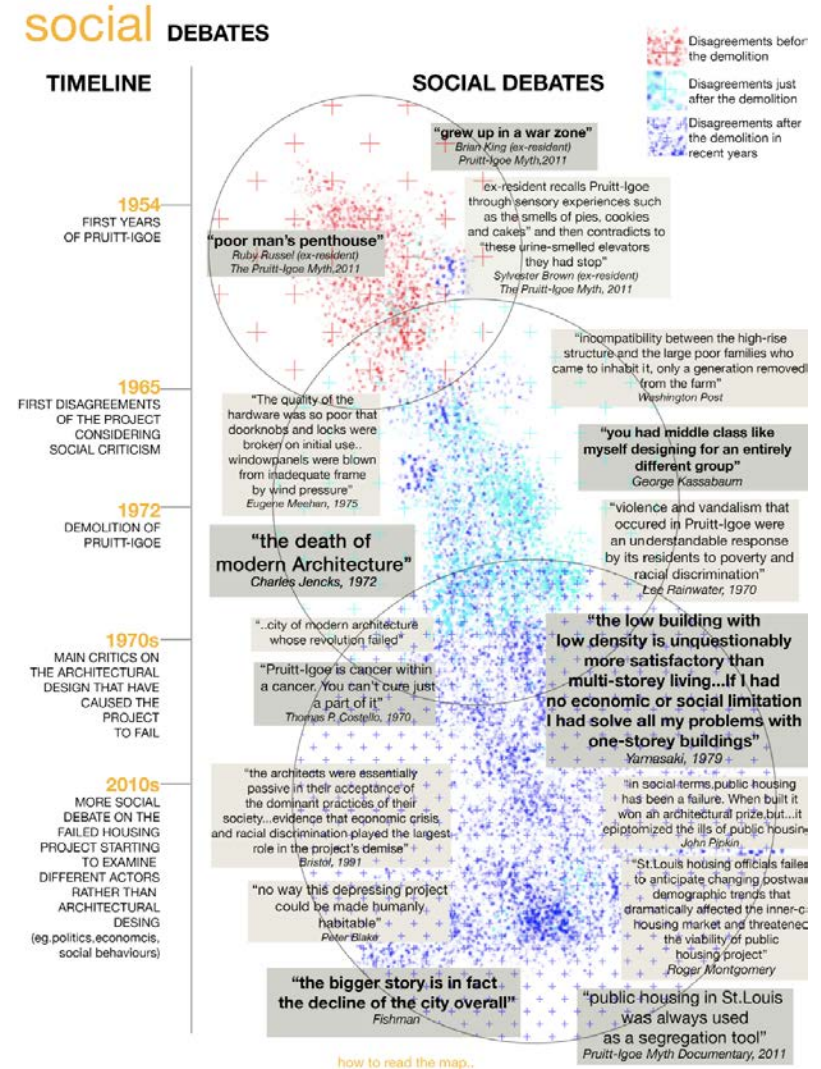 social DEBATES
TIMELINE
SOCIAL DEBATES
Disagreements befor
the demolition
Disagreements just
after the demolition
Disagreements after
the demolition in
recent years
1954
FIRST YEARS
OF PRUITT-IGOE
1965
FIRST DISAGREEMENTS
OF THE PROJECT
CONSIDERING
SOCIAL CRITICISM
1972
DEMOLITION OF
PRUITT-IGOE
1970s
MAIN CRITICS ON
THE ARCHITECTURAL
DESIGN THAT HAVE
CAUSED THE
PROJECT
TO FAIL
2010s
MORE SOCIAL
DEBATE ON THE
FAILED HOUSING
PROJECT STARTING
TO EXAMINE
DIFFERENT ACTORS
RATHER THAN
ARCHITECTURAL
DESING
(eg.politics,economcis,
social behaviours)
“grew up in a war zone”
Brian King (ex-resident)
Pruitt-Igoe Myth,2011
ex-resident recalls Pruitt-Igoe
through sensory experiences such
as the smells of pies, cookies
and cakes” and then contradicts to
“these urine-smelled elevators
they had stop”
Sylvester Brown (ex-resident)
The Pruitt-Igoe Myth, 2011
“poor man’s penthouse”
Ruby Russel (ex-resident)
The Pruitt-Igoe Myth,2011
“incompatibility between the high-rise
structure and the large poor families who
came to inhabit it, only a generation removed
from the farm”
Washington Post
“The quality of the
hardware was so poor that
doorknobs and locks were
broken on initial use..
windowpanels were blown
from inadequate frame
by wind pressure”
Eugene Meehan, 1975
“you had middle class like
myself designing for an entirely
different group”
George Kassabaum
“violence and vandalism that
occured in Pruitt-Igoe were
an understandable response
by its residents to poverty and
racial discrimination”
Lee Rainwater, 1970
“the death of
modern Architecture”
Charles Jencks, 1972
“..city of modern architecture
whose revolution failed”
“Pruitt-Igoe is cancer within
a cancer. You can’t cure just
a part of it”
Thomas P. Costello, 1970
“the low building with
low density is unquestionably
more satisfactory than
multi-storey living...If I had
no economic or social limitation
I had solve all my problems with
one-storey buildings”
Yamasaki, 1979
“the architects were essentially
passive in their acceptance of
the dominant practices of their
society...evidence that economic crisis
and racial discrimination played the largest
role in the project’s demise”
Bristol, 1991
“in social terms,public housing
has been a failure. When built it
won an architectural prize,but...it
epiptomized the ills of public housing
John Pipkin
“no way this depressing project
could be made humanly
habitable”
Peter Blake
“St.Louis housing officials failed
to anticipate changing postwar
demographic trends that
dramatically affected the inner-c
housing market and threatened
the viability of public
housing project”
Roger Montgomery
“the bigger story is in fact
the decline of the city overall”
Fishman
“public housing in St.Louis
was always used
as a segregation tool”
Pruitt-Igoe Myth Documentary, 2011
how to read the map..